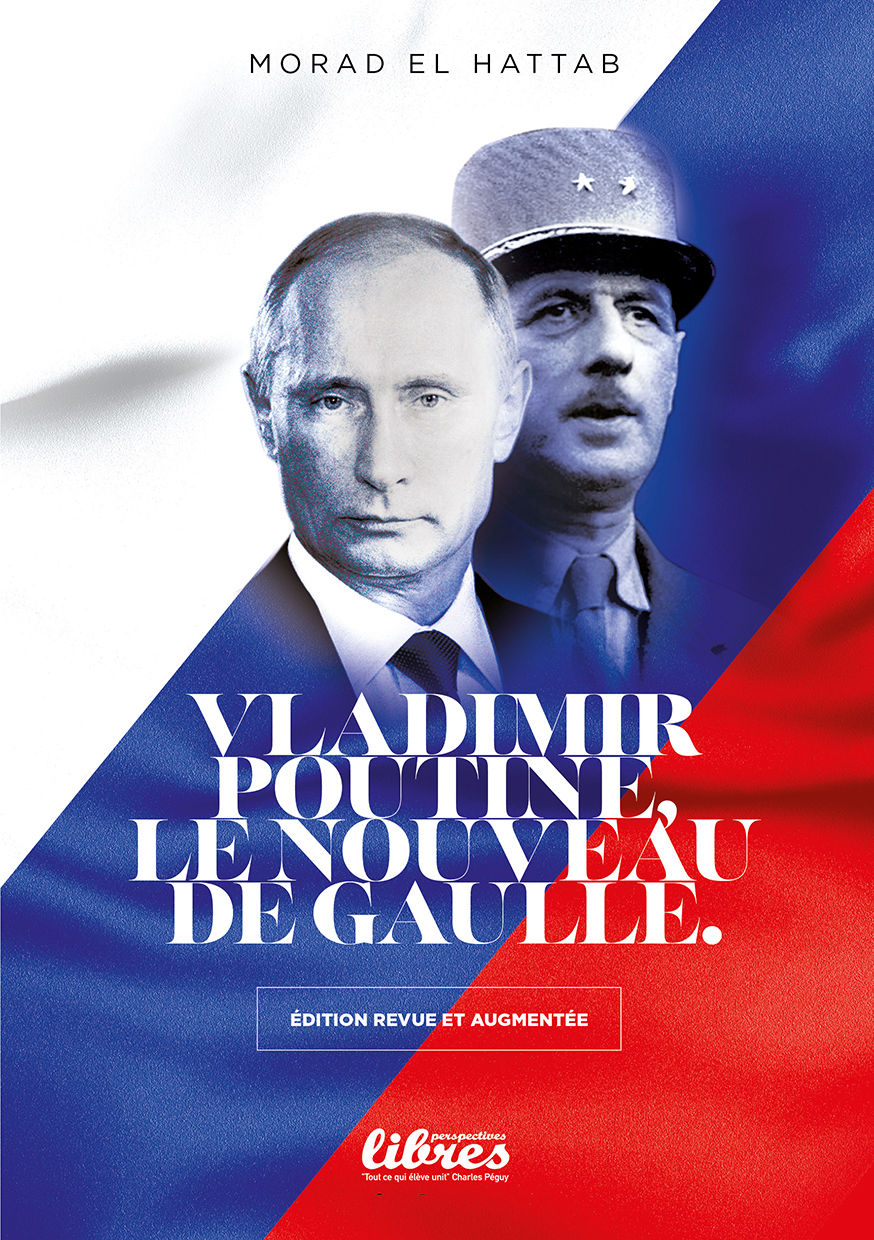 MORAD EL HATTAB
VLADIMIR
POUTINE,
LE NOUVEAU
DE GAULLE.
ÉDITION REVUE ET AUGMENTÉE
perspectives
libres
"Tout ce qui élève unit" Charles Péguy